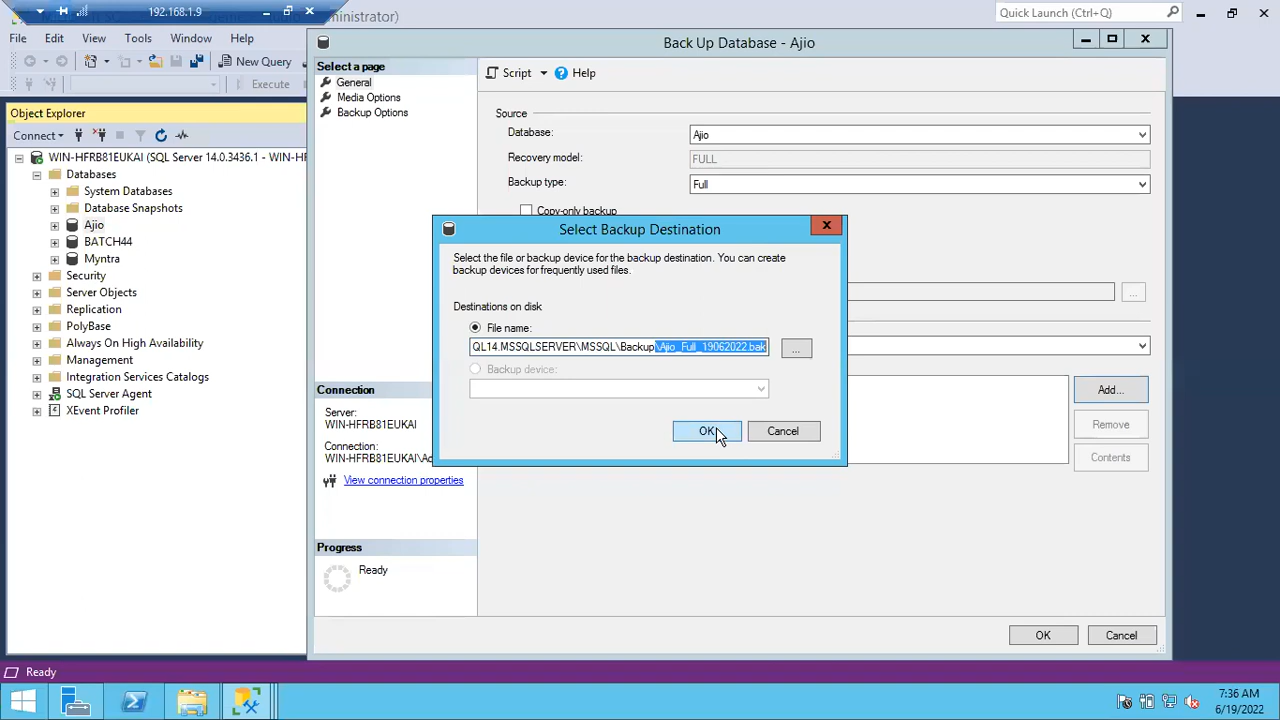 192.168.1.9
ministrator)
Quick Launch (Ctrl+Q)
File Edit View Tools Window Help
New Query
Execute
Object Explorer
Connect
WIN-HFRB81EUKAI (SQL Server 14.0.3436.1 - WIN-HF
Databases
System Databases
Database Snapshots
Ajio
BATCH44
Myntra
Security
Server Objects
Replication
PolyBase
Always On High Availability
Management
Integration Services Catalogs
SQL Server Agent
XEvent Profiler
Back Up Database - Ajio
Select a page
General
Media Options
Backup Options
Script Help
Source
Database: Ajio
Recovery model: FULL
Backup type: Full
Copy-only backup
Select Backup Destination
Select the file or backup device for the backup destination. You can create
backup devices for frequently used files.
Destinations on disk
File name:
QL14.MSSQLSERVER\MSSQL\Backup\Ajio_Full_19062022.bak
...
Backup device:
OK Cancel
...
Add...
Remove
Contents
Connection
Server:
WIN-HFRB81EUKAI
Connection:
WIN-HFRB81EUKAI\Ad
View connection properties
Progress
Ready
OK Cancel
Ready
7:36 AM
6/19/2022